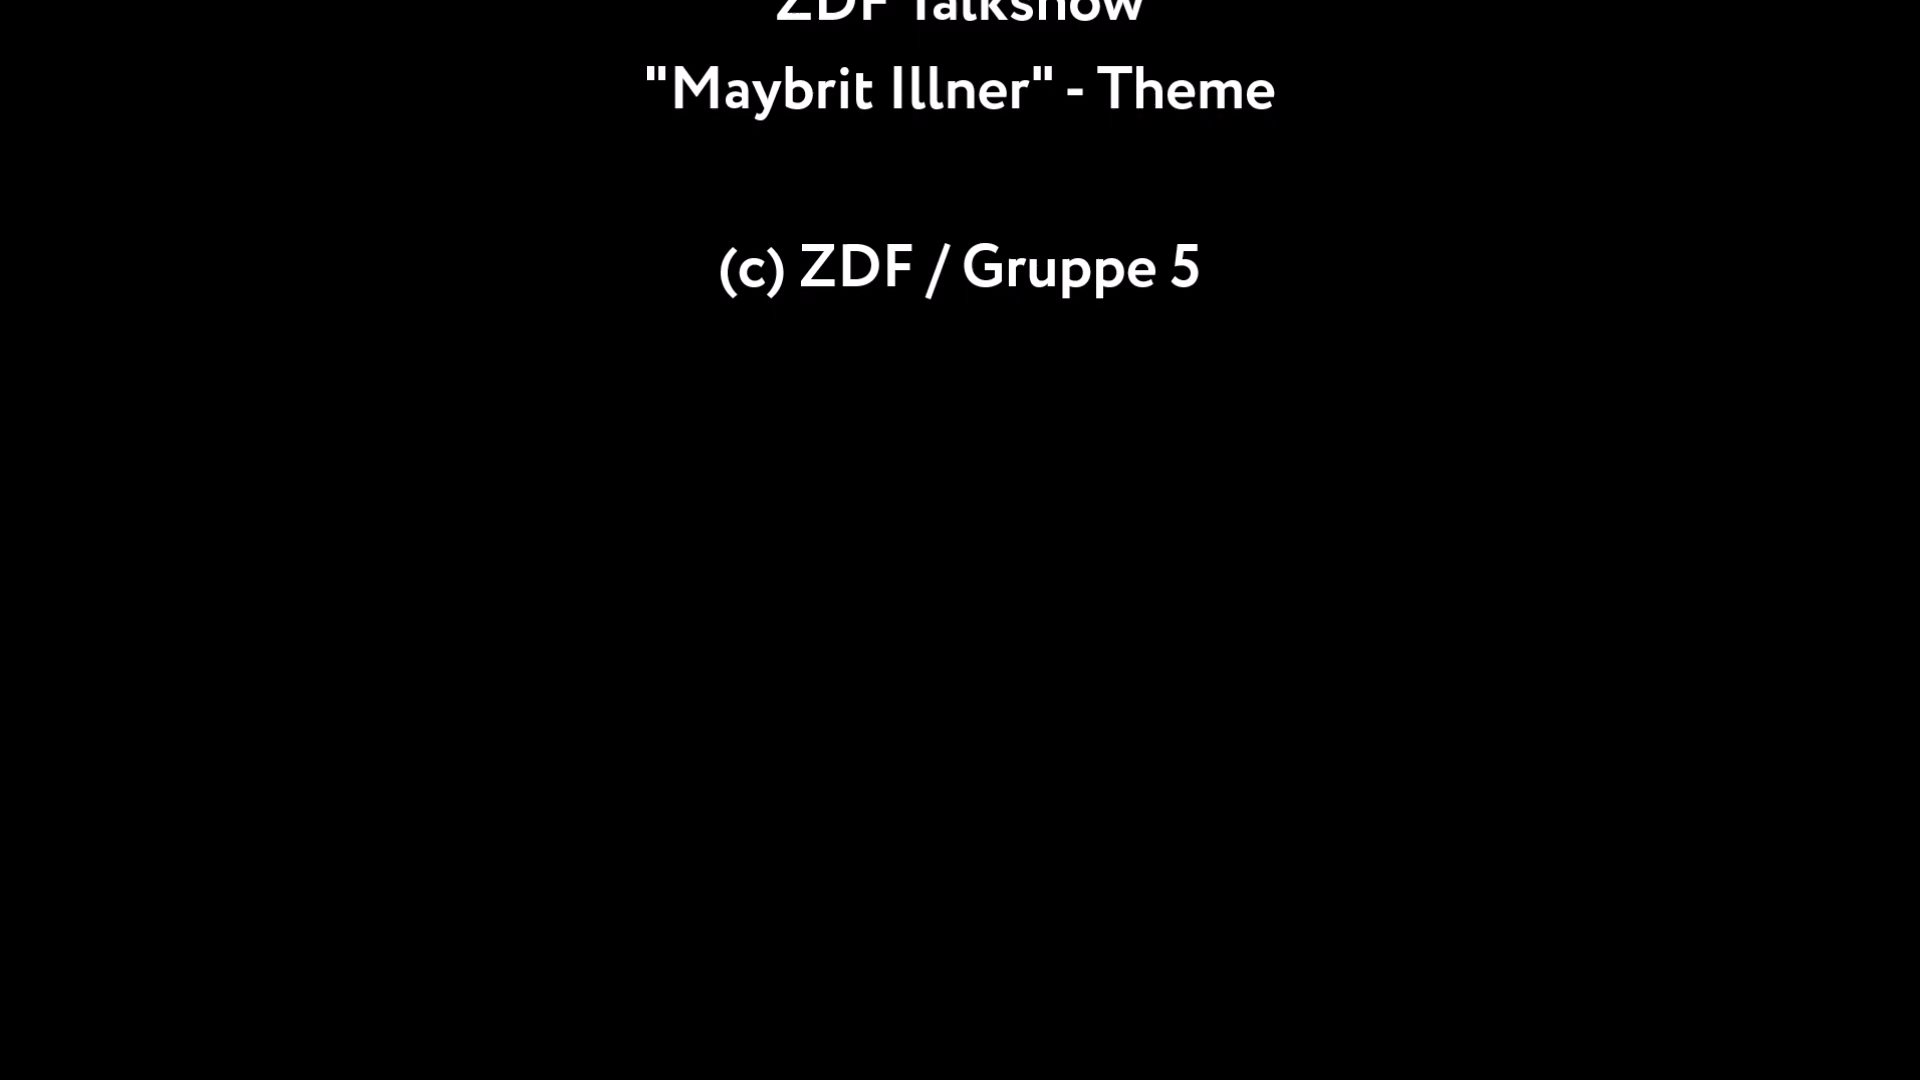 ZDF Talkshow
"Maybrit Illner" - Theme
(c) ZDF / Gruppe 5